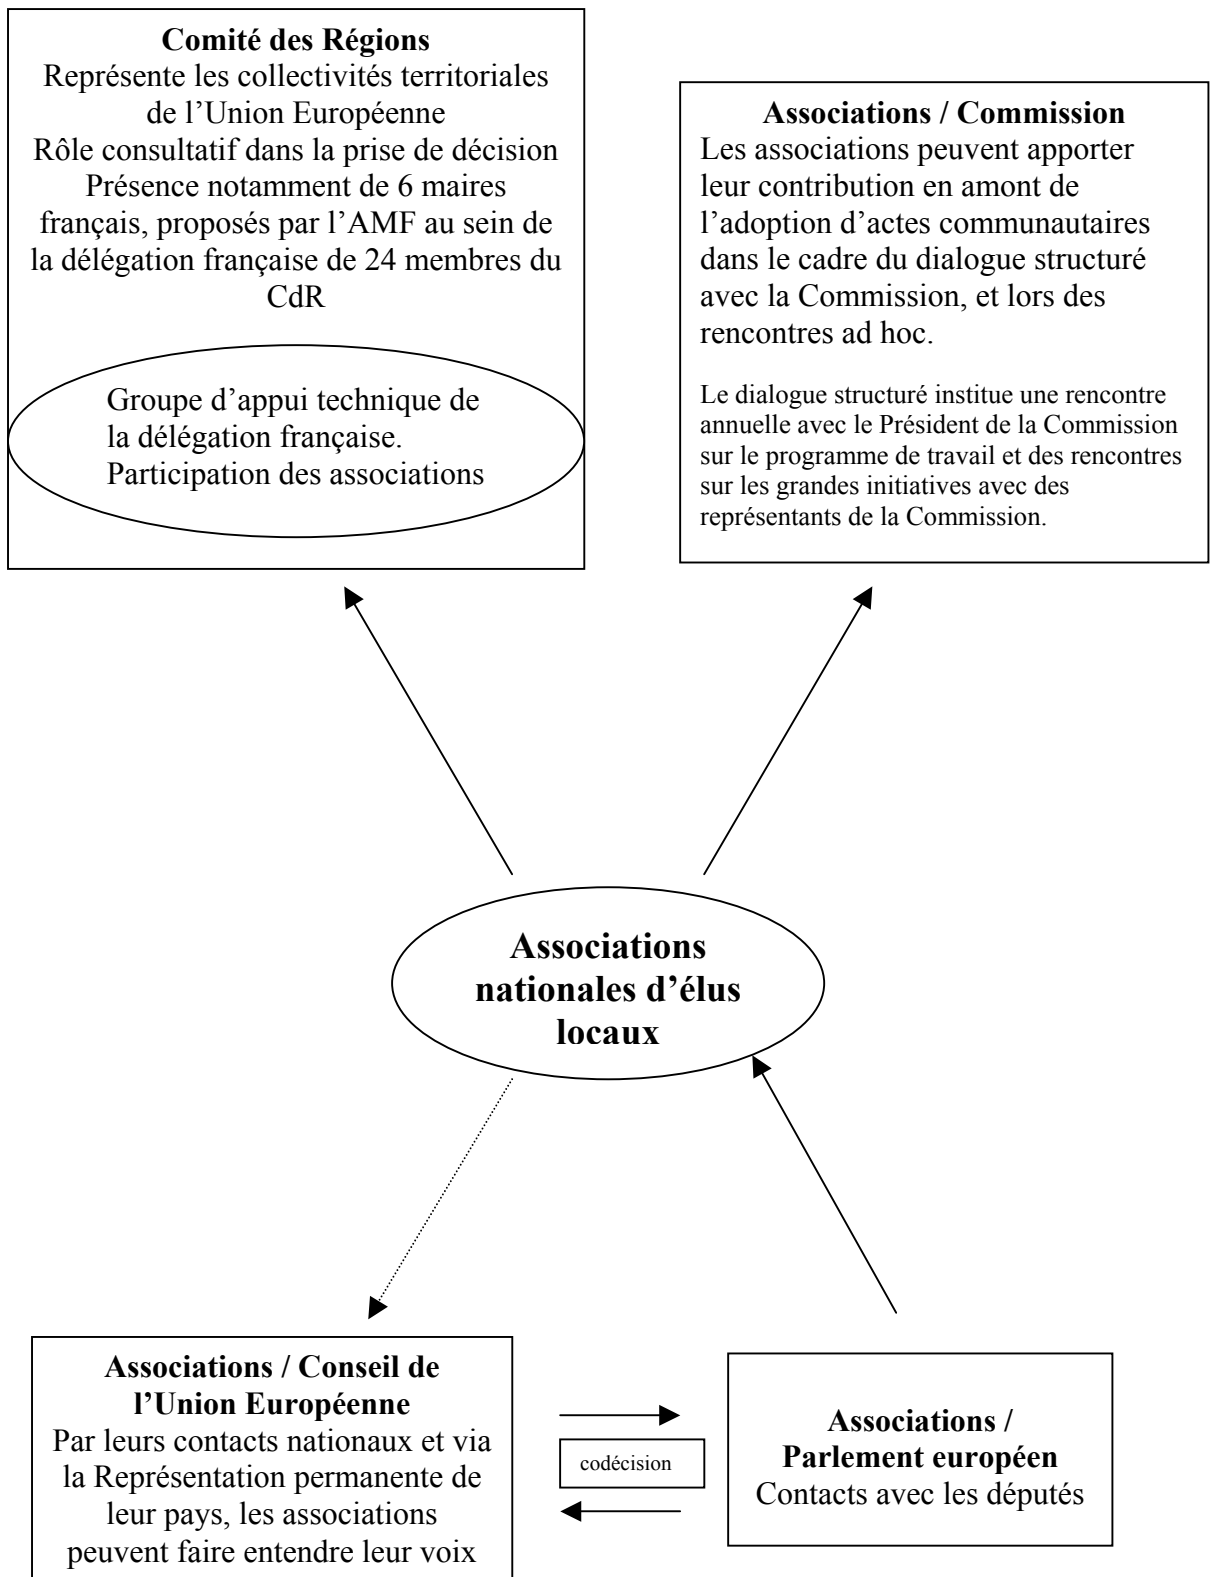 Comité des Régions
Représente les collectivités territoriales
de l’Union Européenne
Rôle consultatif dans la prise de décision
Présence notamment de 6 maires
français, proposés par l’AMF au sein de
la délégation française de 24 membres du
CdR
Groupe d’appui technique de
la délégation française.
Participation des associations
Associations / Commission
Les associations peuvent apporter
leur contribution en amont de
l’adoption d’actes communautaires
dans le cadre du dialogue structuré
avec la Commission, et lors des
rencontres ad hoc.
Le dialogue structuré institue une rencontre
annuelle avec le Président de la Commission
sur le programme de travail et des rencontres
sur les grandes initiatives avec des
représentants de la Commission.
Associations
nationales d’élus
locaux
Associations / Conseil de
l’Union Européenne
Par leurs contacts nationaux et via
la Représentation permanente de
leur pays, les associations
peuvent faire entendre leur voix
codécision
Associations /
Parlement européen
Contacts avec les députés